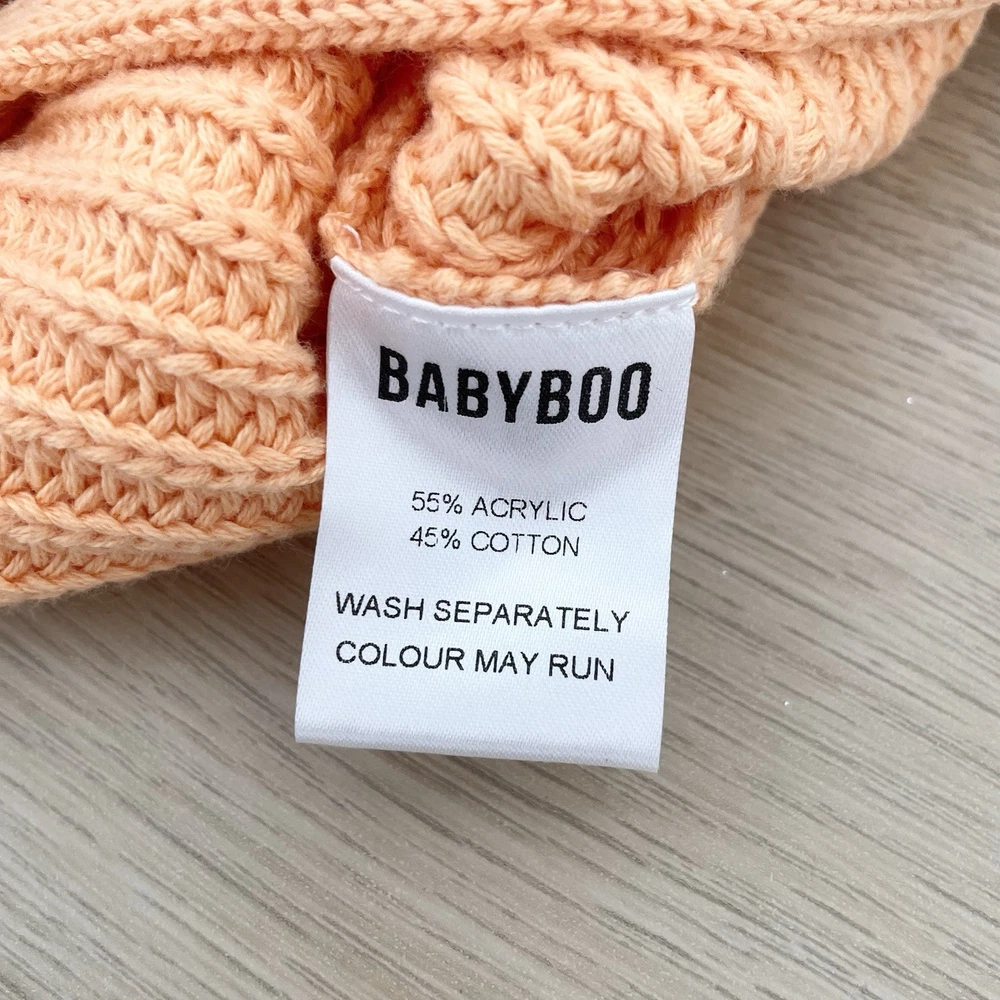 BABYBOO
55% ACRYLIC
45% COTTON
WASH SEPARATELY
COLOUR MAY RUN